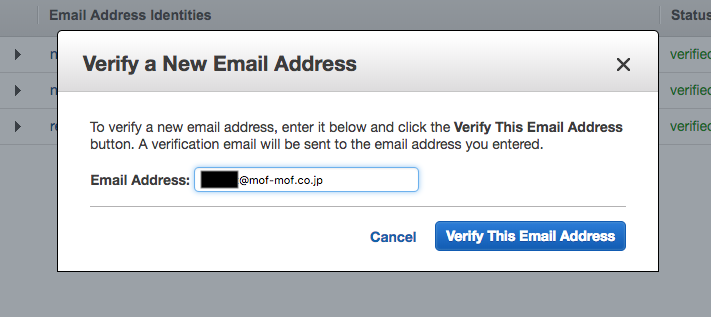 Email Address Identities
Status
Verify a New Email Address
n
verified
n
verified
re
verified
To verify a new email address, enter it below and click the Verify This Email Address
button. A verification email will be sent to the email address you entered.
Email Address: @mof-mof.co.jp
Cancel
Verify This Email Address